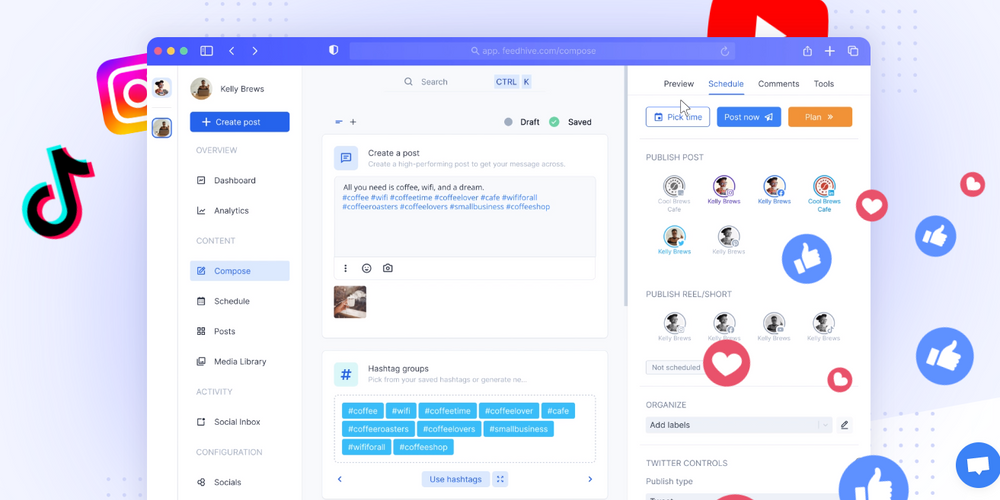 app. feedhive.com/compose
Kelly Brews
Create post
OVERVIEW
Dashboard
Analytics
CONTENT
Compose
Schedule
Posts
Media Library
ACTIVITY
Social Inbox
CONFIGURATION
Socials
Search
CTRL K
Draft
Saved
Create a post
Create a high-performing post to get your message across.
All you need is coffee, wifi, and a dream.
#coffee #wifi #coffeetime #coffeelover #cafe #wififorall
#coffeeroasters #coffeelovers #smallbusiness #coffeeshop
Hashtag groups
Pick from your saved hashtags or generate ne...
#coffee #wifi #coffeetime #coffeelover #cafe
#coffeeroasters #coffeelovers #smallbusiness
#wififorall #coffeeshop
Use hashtags
Preview Schedule Comments Tools
Pick time
Post now
Plan
PUBLISH POST
Cool Brews Cafe
Kelly Brews
Kelly Brews
Cool Brews Cafe
Kelly Brews
Kelly Brews
PUBLISH REEL/SHORT
Kelly Brews
Kelly Brews
Kelly Brews
Kelly Brews
Not scheduled
ORGANIZE
Add labels
TWITTER CONTROLS
Publish type